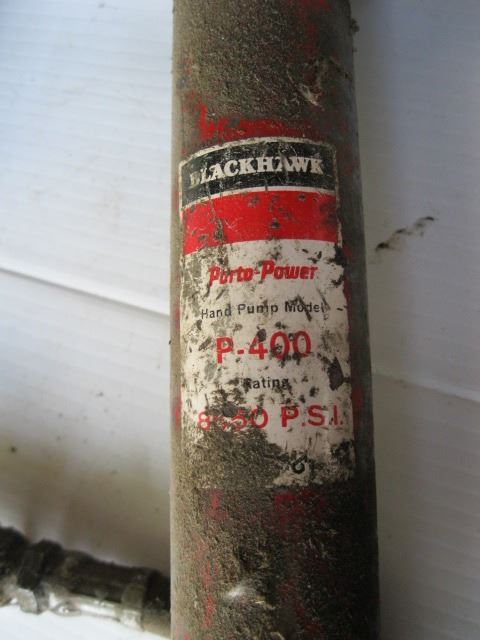 BLACKHAWK
Porto-Power
Hand Pump Model
P-400
Rating
P.S.I.